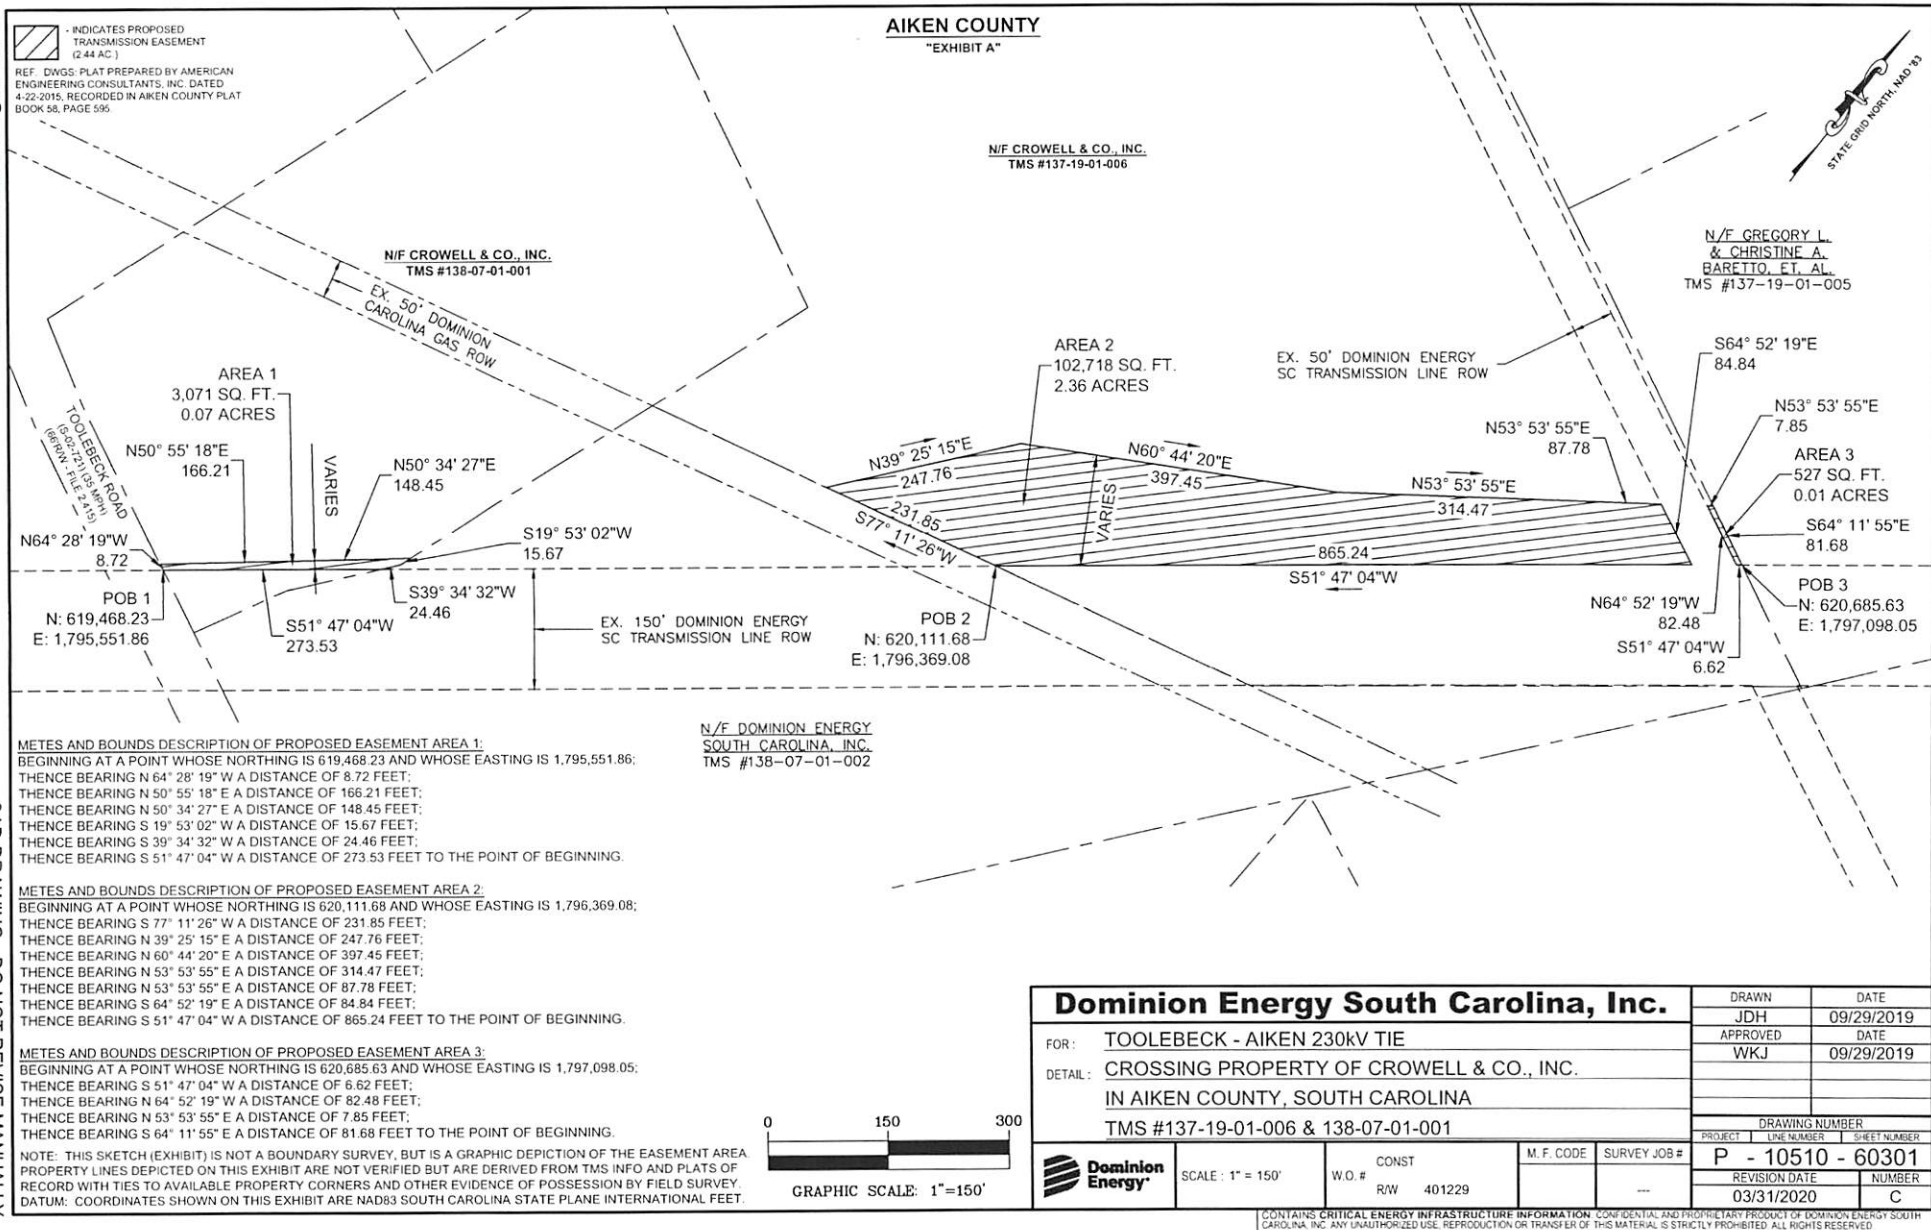 - INDICATES PROPOSED
TRANSMISSION EASEMENT
(2.44 AC.)
REF. DWGS: PLAT PREPARED BY AMERICAN
ENGINEERING CONSULTANTS, INC. DATED
4-22-2015, RECORDED IN AIKEN COUNTY PLAT
BOOK 58, PAGE 595
AIKEN COUNTY
"EXHIBIT A"
STATE GRID NORTH, NAD '83
N/F CROWELL & CO., INC.
TMS #137-19-01-006
N/F CROWELL & CO., INC.
TMS #138-07-01-001
EX. 50' DOMINION
CAROLINA GAS ROW
N/F GREGORY L.
& CHRISTINE A.
BARETTO, ET. AL.
TMS #137-19-01-005
AREA 1
3,071 SQ. FT.
0.07 ACRES
N50° 55' 18"E
166.21
VARIES
N50° 34' 27"E
148.45
TOOLEBECK ROAD
(S-02-721) (35 MPH)
(66'R/W - FILE 2.415)
N64° 28' 19"W
8.72
S19° 53' 02"W
15.67
POB 1
N: 619,468.23
E: 1,795,551.86
S51° 47' 04"W
273.53
S39° 34' 32"W
24.46
EX. 150' DOMINION ENERGY
SC TRANSMISSION LINE ROW
AREA 2
102,718 SQ. FT.
2.36 ACRES
EX. 50' DOMINION ENERGY
SC TRANSMISSION LINE ROW
N39° 25' 15"E
247.76
N60° 44' 20"E
397.45
N53° 53' 55"E
314.47
N53° 53' 55"E
87.78
231.85
S77° 11' 26"W
VARIES
865.24
S51° 47' 04"W
POB 2
N: 620,111.68
E: 1,796,369.08
S64° 52' 19"E
84.84
N53° 53' 55"E
7.85
AREA 3
527 SQ. FT.
0.01 ACRES
S64° 11' 55"E
81.68
N64° 52' 19"W
82.48
S51° 47' 04"W
6.62
POB 3
N: 620,685.63
E: 1,797,098.05
N/F DOMINION ENERGY
SOUTH CAROLINA, INC.
TMS #138-07-01-002
METES AND BOUNDS DESCRIPTION OF PROPOSED EASEMENT AREA 1:
BEGINNING AT A POINT WHOSE NORTHING IS 619,468.23 AND WHOSE EASTING IS 1,795,551.86;
THENCE BEARING N 64° 28' 19" W A DISTANCE OF 8.72 FEET;
THENCE BEARING N 50° 55' 18" E A DISTANCE OF 166.21 FEET;
THENCE BEARING N 50° 34' 27" E A DISTANCE OF 148.45 FEET;
THENCE BEARING S 19° 53' 02" W A DISTANCE OF 15.67 FEET;
THENCE BEARING S 39° 34' 32" W A DISTANCE OF 24.46 FEET;
THENCE BEARING S 51° 47' 04" W A DISTANCE OF 273.53 FEET TO THE POINT OF BEGINNING.
METES AND BOUNDS DESCRIPTION OF PROPOSED EASEMENT AREA 2:
BEGINNING AT A POINT WHOSE NORTHING IS 620,111.68 AND WHOSE EASTING IS 1,796,369.08;
THENCE BEARING S 77° 11' 26" W A DISTANCE OF 231.85 FEET;
THENCE BEARING N 39° 25' 15" E A DISTANCE OF 247.76 FEET;
THENCE BEARING N 60° 44' 20" E A DISTANCE OF 397.45 FEET;
THENCE BEARING N 53° 53' 55" E A DISTANCE OF 314.47 FEET;
THENCE BEARING N 53° 53' 55" E A DISTANCE OF 87.78 FEET;
THENCE BEARING S 64° 52' 19" E A DISTANCE OF 84.84 FEET;
THENCE BEARING S 51° 47' 04" W A DISTANCE OF 865.24 FEET TO THE POINT OF BEGINNING.
METES AND BOUNDS DESCRIPTION OF PROPOSED EASEMENT AREA 3:
BEGINNING AT A POINT WHOSE NORTHING IS 620,685.63 AND WHOSE EASTING IS 1,797,098.05;
THENCE BEARING S 51° 47' 04" W A DISTANCE OF 6.62 FEET;
THENCE BEARING N 64° 52' 19" W A DISTANCE OF 82.48 FEET;
THENCE BEARING N 53° 53' 55" E A DISTANCE OF 7.85 FEET;
THENCE BEARING S 64° 11' 55" E A DISTANCE OF 81.68 FEET TO THE POINT OF BEGINNING.
NOTE: THIS SKETCH (EXHIBIT) IS NOT A BOUNDARY SURVEY, BUT IS A GRAPHIC DEPICTION OF THE EASEMENT AREA.
PROPERTY LINES DEPICTED ON THIS EXHIBIT ARE NOT VERIFIED BUT ARE DERIVED FROM TMS INFO AND PLATS OF
RECORD WITH TIES TO AVAILABLE PROPERTY CORNERS AND OTHER EVIDENCE OF POSSESSION BY FIELD SURVEY.
DATUM: COORDINATES SHOWN ON THIS EXHIBIT ARE NAD83 SOUTH CAROLINA STATE PLANE INTERNATIONAL FEET.
0 150 300
GRAPHIC SCALE: 1"=150'
Dominion Energy South Carolina, Inc.
FOR: TOOLEBECK - AIKEN 230kV TIE
DETAIL: CROSSING PROPERTY OF CROWELL & CO., INC.
IN AIKEN COUNTY, SOUTH CAROLINA
TMS #137-19-01-006 & 138-07-01-001
Dominion
Energy
SCALE: 1" = 150'
W.O. #
CONST
R/W 401229
M. F. CODE
SURVEY JOB #
---
DRAWN DATE
JDH 09/29/2019
APPROVED DATE
WKJ 09/29/2019
DRAWING NUMBER
PROJECT LINE NUMBER SHEET NUMBER
P - 10510 - 60301
REVISION DATE NUMBER
03/31/2020 C
CONTAINS CRITICAL ENERGY INFRASTRUCTURE INFORMATION. CONFIDENTIAL AND PROPRIETARY PRODUCT OF DOMINION ENERGY SOUTH
CAROLINA, INC. ANY UNAUTHORIZED USE, REPRODUCTION OR TRANSFER OF THIS MATERIAL IS STRICTLY PROHIBITED. ALL RIGHTS RESERVED